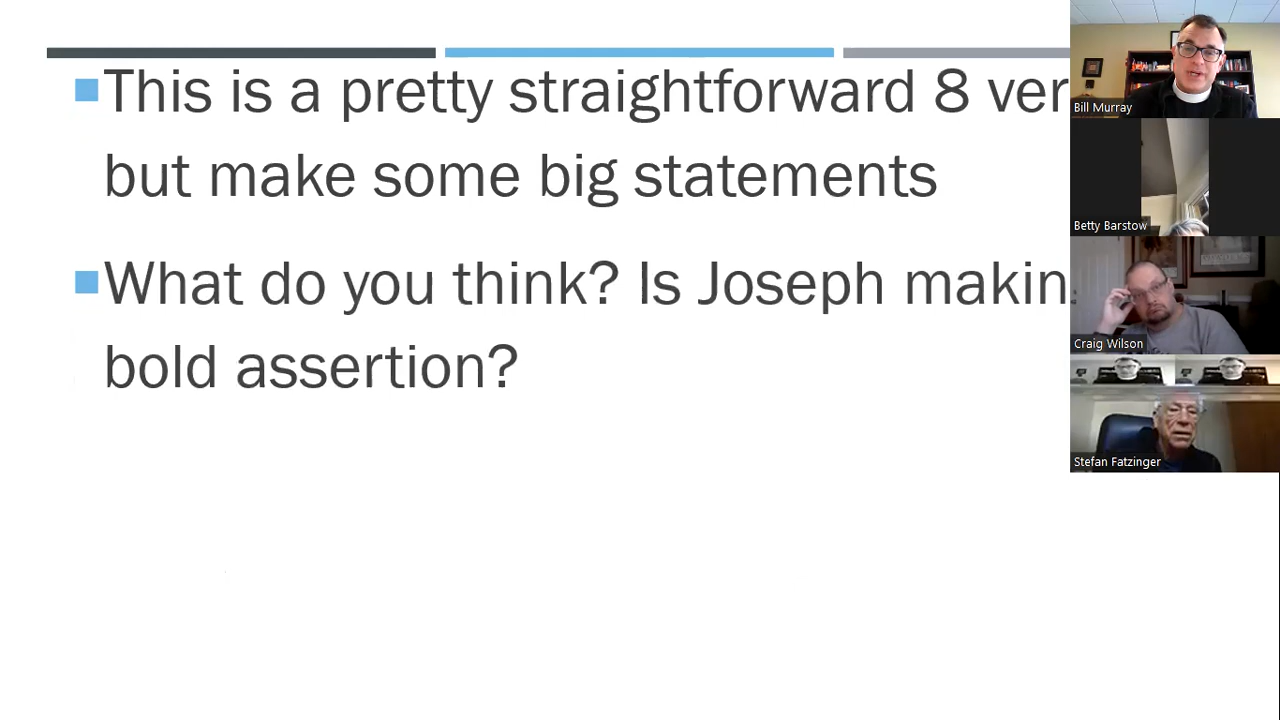 This is a pretty straightforward 8 ver
but make some big statements
What do you think? Is Joseph makin
bold assertion?
Bill Murray
Betty Barstow
Craig Wilson
Stefan Fatzinger